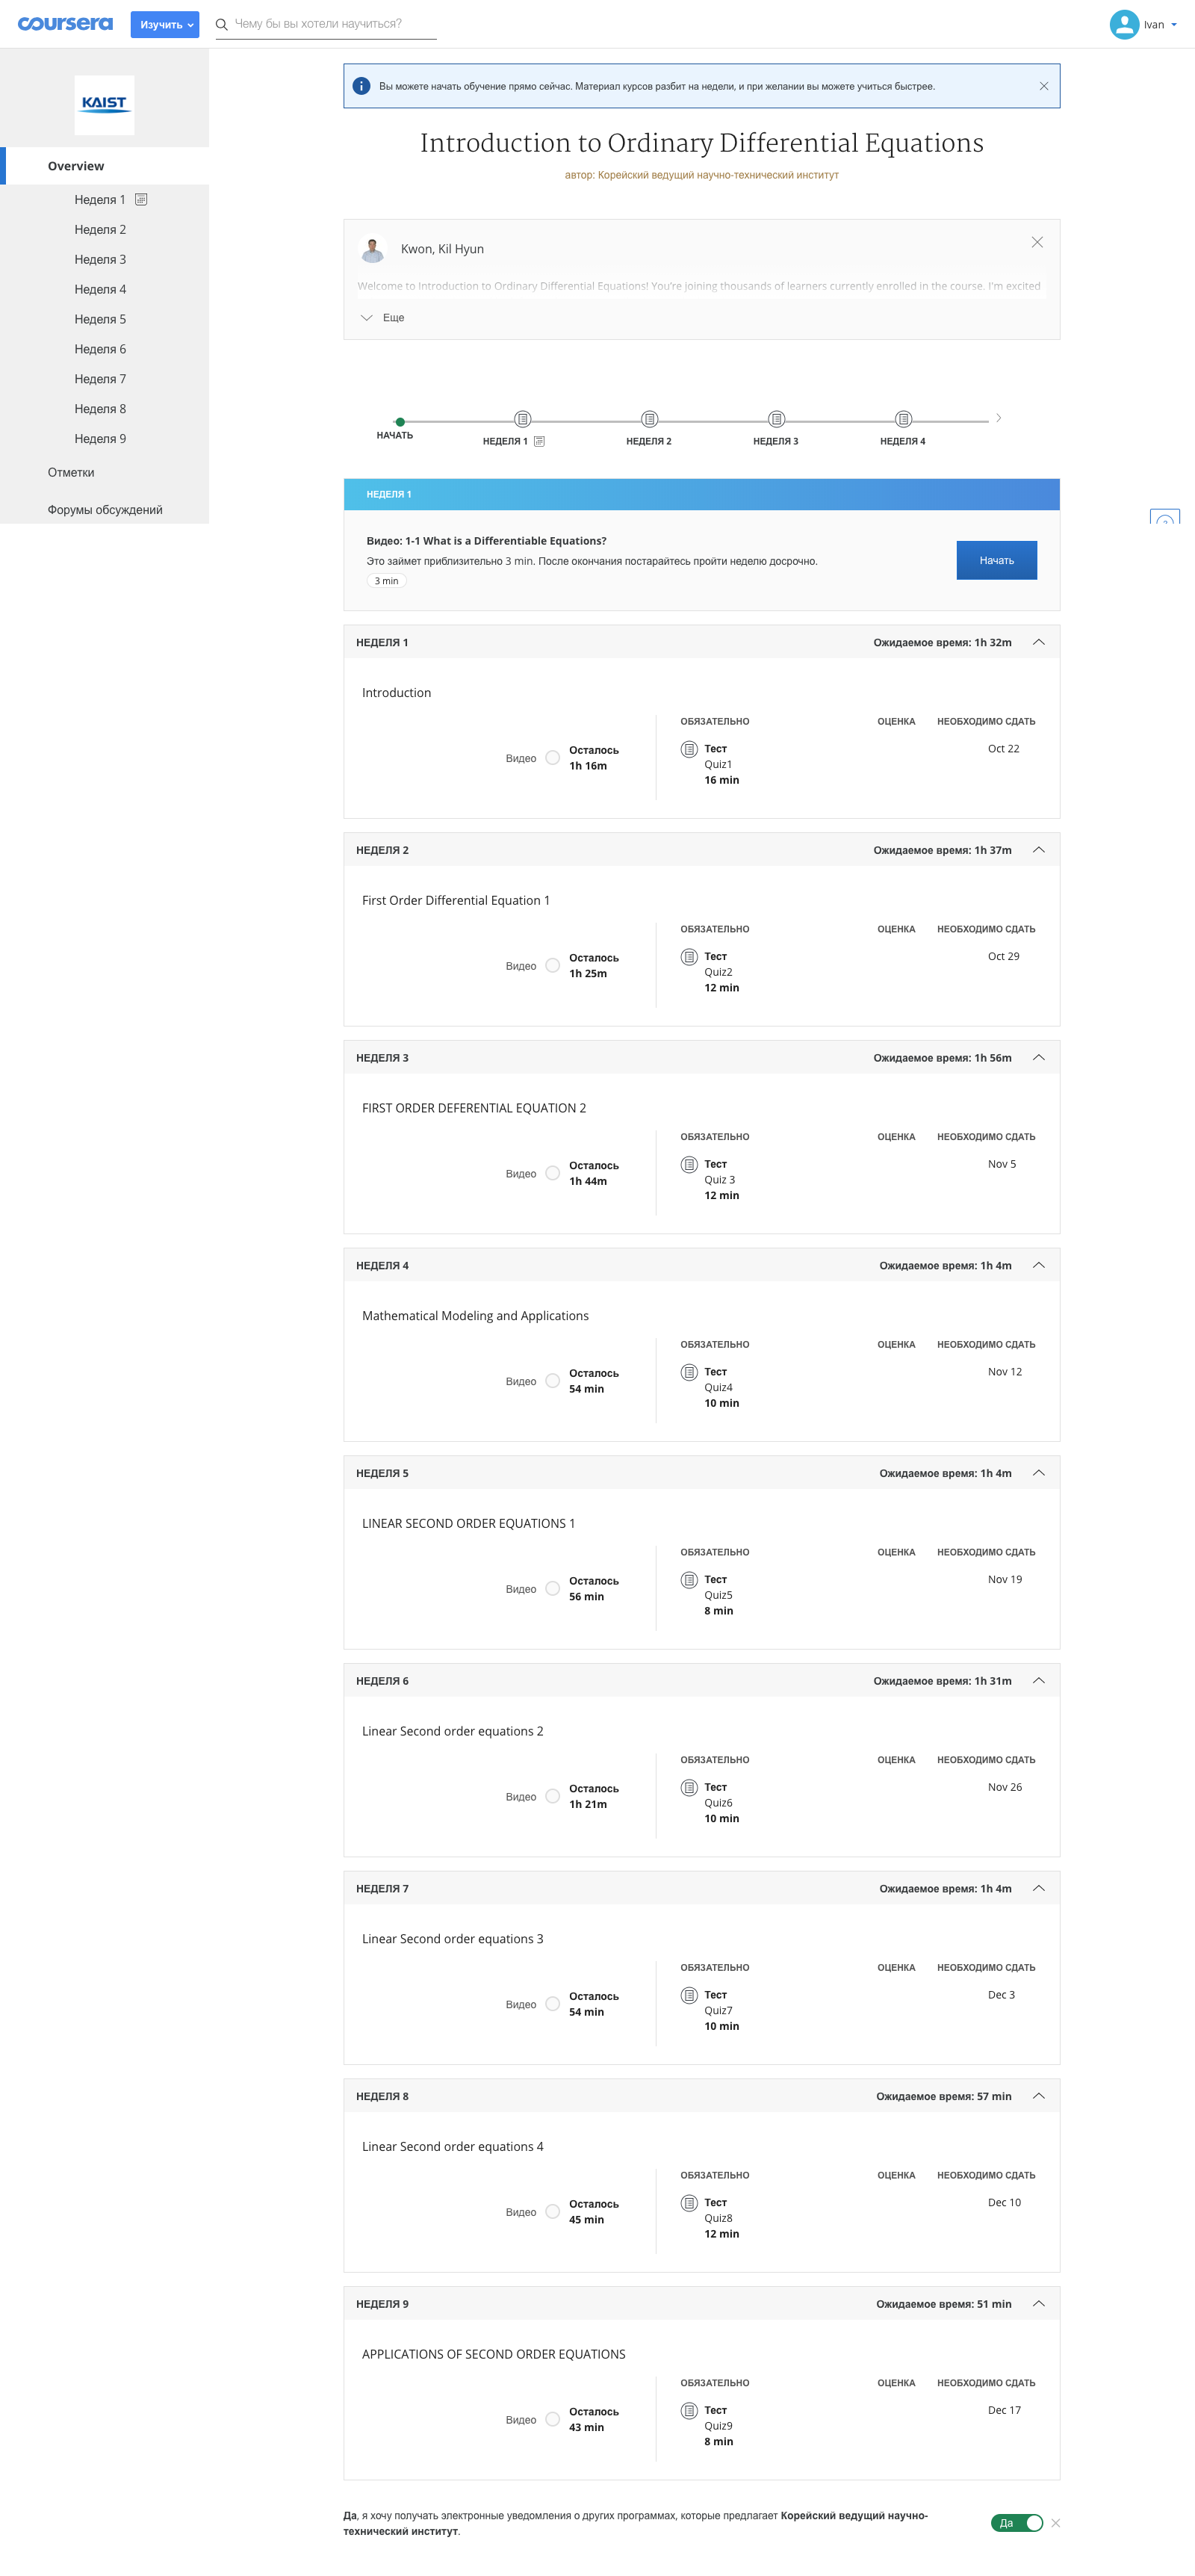 coursera
Изучить
Чему бы вы хотели научиться?
Ivan
KAIST
Overview
Неделя 1
Неделя 2
Неделя 3
Неделя 4
Неделя 5
Неделя 6
Неделя 7
Неделя 8
Неделя 9
Отметки
Форумы обсуждений
Вы можете начать обучение прямо сейчас. Материал курсов разбит на недели, и при желании вы можете учиться быстрее.
Introduction to Ordinary Differential Equations
автор: Корейский ведущий научно-технический институт
Kwon, Kil Hyun
Welcome to Introduction to Ordinary Differential Equations! You're joining thousands of learners currently enrolled in the course. I'm excited
Еще
НАЧАТЬ
НЕДЕЛЯ 1
НЕДЕЛЯ 2
НЕДЕЛЯ 3
НЕДЕЛЯ 4
НЕДЕЛЯ 1
Видео: 1-1 What is a Differentiable Equations?
Это займет приблизительно 3 min. После окончания постарайтесь пройти неделю досрочно.
3 min
Начать
НЕДЕЛЯ 1 Ожидаемое время: 1h 32m
Introduction
ОБЯЗАТЕЛЬНО ОЦЕНКА НЕОБХОДИМО СДАТЬ
Видео
Осталось
1h 16m
Тест
Quiz1
16 min
Oct 22
НЕДЕЛЯ 2 Ожидаемое время: 1h 37m
First Order Differential Equation 1
ОБЯЗАТЕЛЬНО ОЦЕНКА НЕОБХОДИМО СДАТЬ
Видео
Осталось
1h 25m
Тест
Quiz2
12 min
Oct 29
НЕДЕЛЯ 3 Ожидаемое время: 1h 56m
FIRST ORDER DEFERENTIAL EQUATION 2
ОБЯЗАТЕЛЬНО ОЦЕНКА НЕОБХОДИМО СДАТЬ
Видео
Осталось
1h 44m
Тест
Quiz 3
12 min
Nov 5
НЕДЕЛЯ 4 Ожидаемое время: 1h 4m
Mathematical Modeling and Applications
ОБЯЗАТЕЛЬНО ОЦЕНКА НЕОБХОДИМО СДАТЬ
Видео
Осталось
54 min
Тест
Quiz4
10 min
Nov 12
НЕДЕЛЯ 5 Ожидаемое время: 1h 4m
LINEAR SECOND ORDER EQUATIONS 1
ОБЯЗАТЕЛЬНО ОЦЕНКА НЕОБХОДИМО СДАТЬ
Видео
Осталось
56 min
Тест
Quiz5
8 min
Nov 19
НЕДЕЛЯ 6 Ожидаемое время: 1h 31m
Linear Second order equations 2
ОБЯЗАТЕЛЬНО ОЦЕНКА НЕОБХОДИМО СДАТЬ
Видео
Осталось
1h 21m
Тест
Quiz6
10 min
Nov 26
НЕДЕЛЯ 7 Ожидаемое время: 1h 4m
Linear Second order equations 3
ОБЯЗАТЕЛЬНО ОЦЕНКА НЕОБХОДИМО СДАТЬ
Видео
Осталось
54 min
Тест
Quiz7
10 min
Dec 3
НЕДЕЛЯ 8 Ожидаемое время: 57 min
Linear Second order equations 4
ОБЯЗАТЕЛЬНО ОЦЕНКА НЕОБХОДИМО СДАТЬ
Видео
Осталось
45 min
Тест
Quiz8
12 min
Dec 10
НЕДЕЛЯ 9 Ожидаемое время: 51 min
APPLICATIONS OF SECOND ORDER EQUATIONS
ОБЯЗАТЕЛЬНО ОЦЕНКА НЕОБХОДИМО СДАТЬ
Видео
Осталось
43 min
Тест
Quiz9
8 min
Dec 17
Да, я хочу получать электронные уведомления о других программах, которые предлагает Корейский ведущий научно-
технический институт.
Да